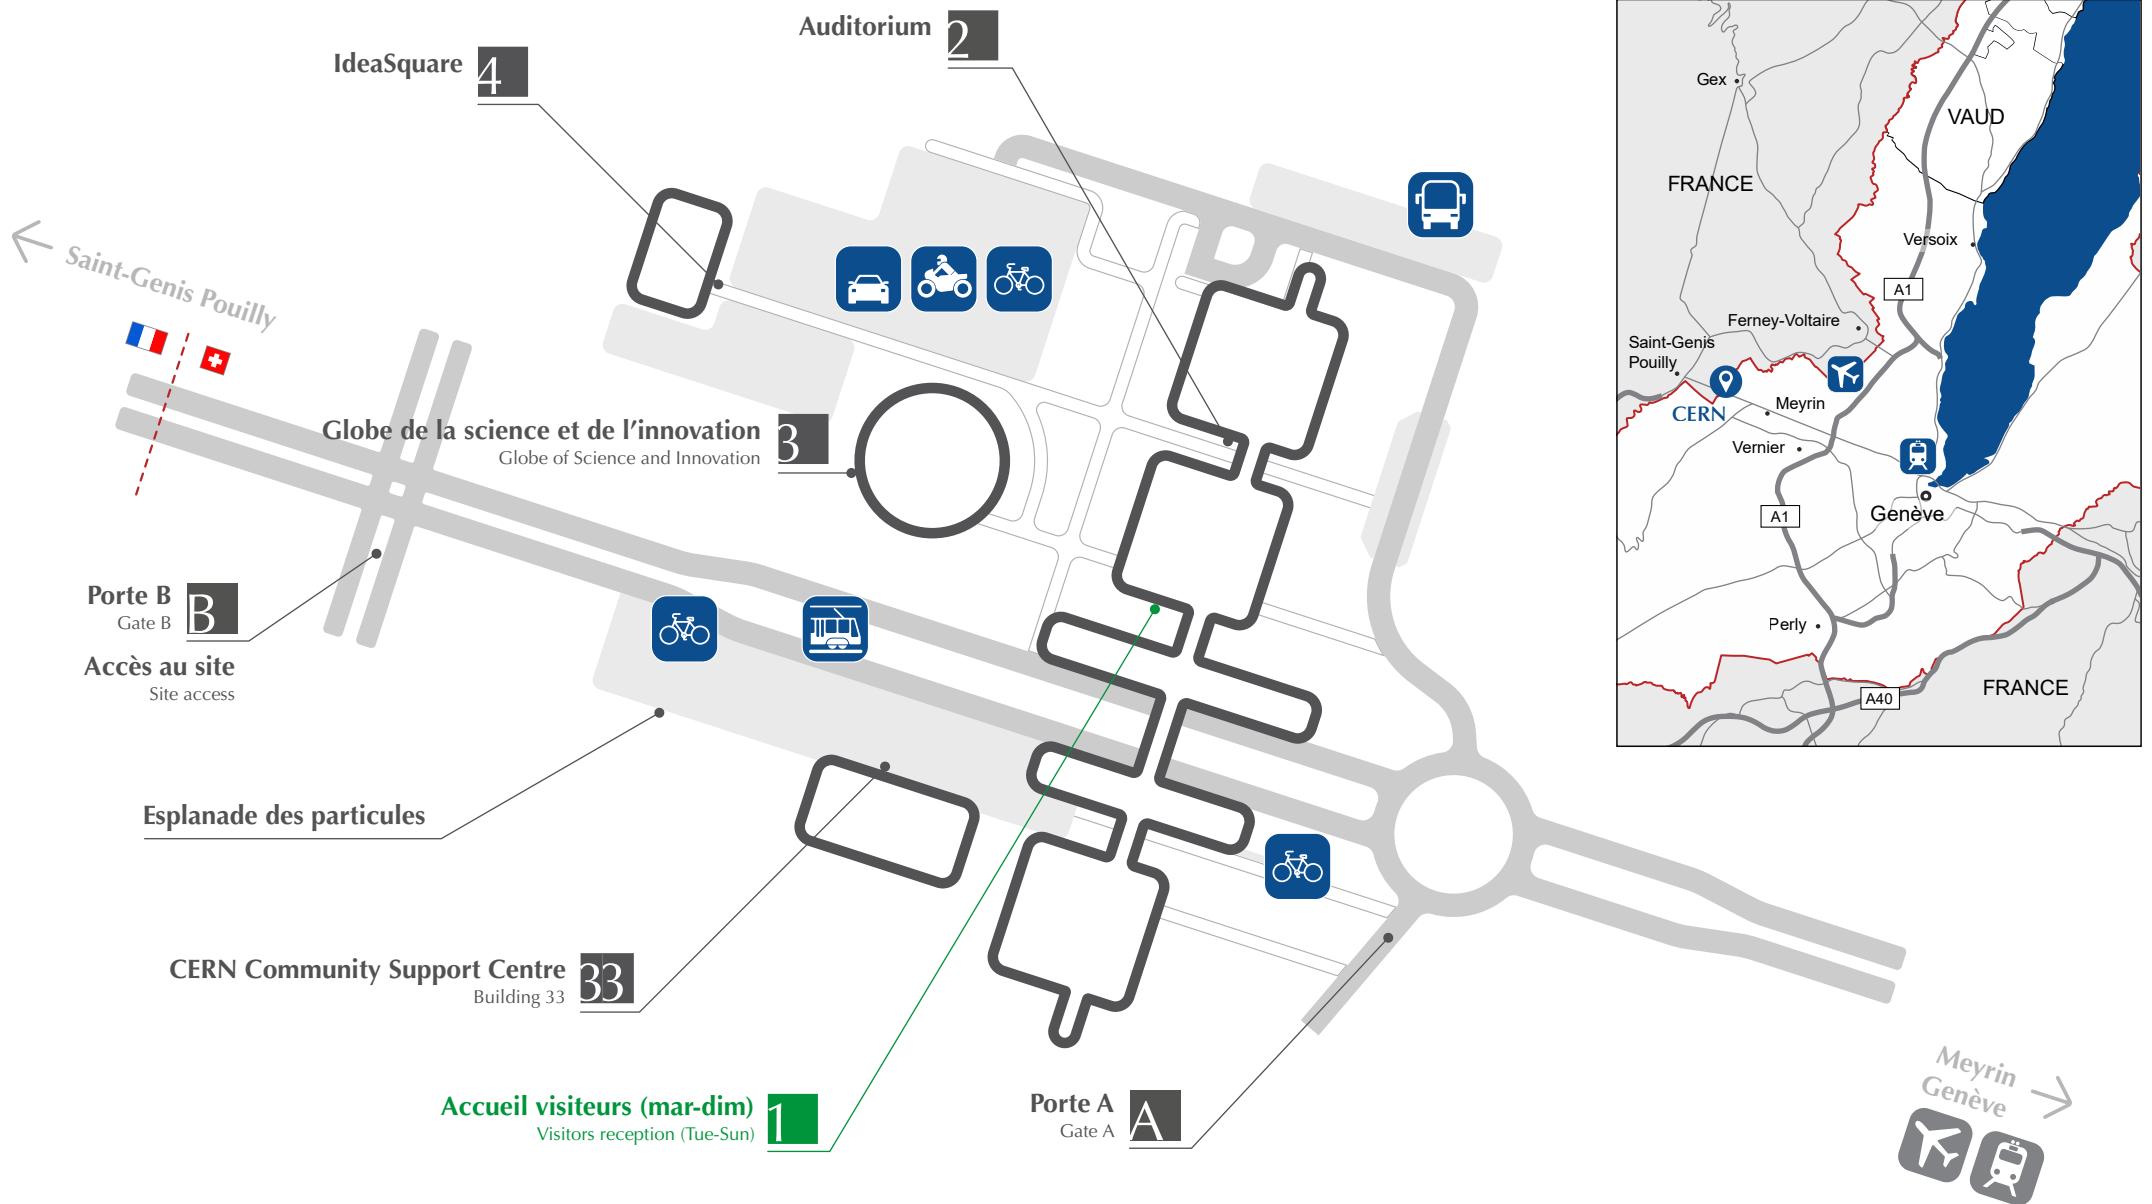 Auditorium
2
IdeaSquare
4
Saint-Genis Pouilly
Globe de la science et de l’innovation
Globe of Science and Innovation
3
Porte B
Gate B
B
Accès au site
Site access
Esplanade des particules
CERN Community Support Centre
Building 33
33
Accueil visiteurs (mar-dim)
Visitors reception (Tue-Sun)
1
Porte A
Gate A
A
Meyrin
Genève
Gex
VAUD
FRANCE
Versoix
A1
Ferney-Voltaire
Saint-Genis
Pouilly
CERN
Meyrin
Vernier
A1
Genève
Perly
FRANCE
A40